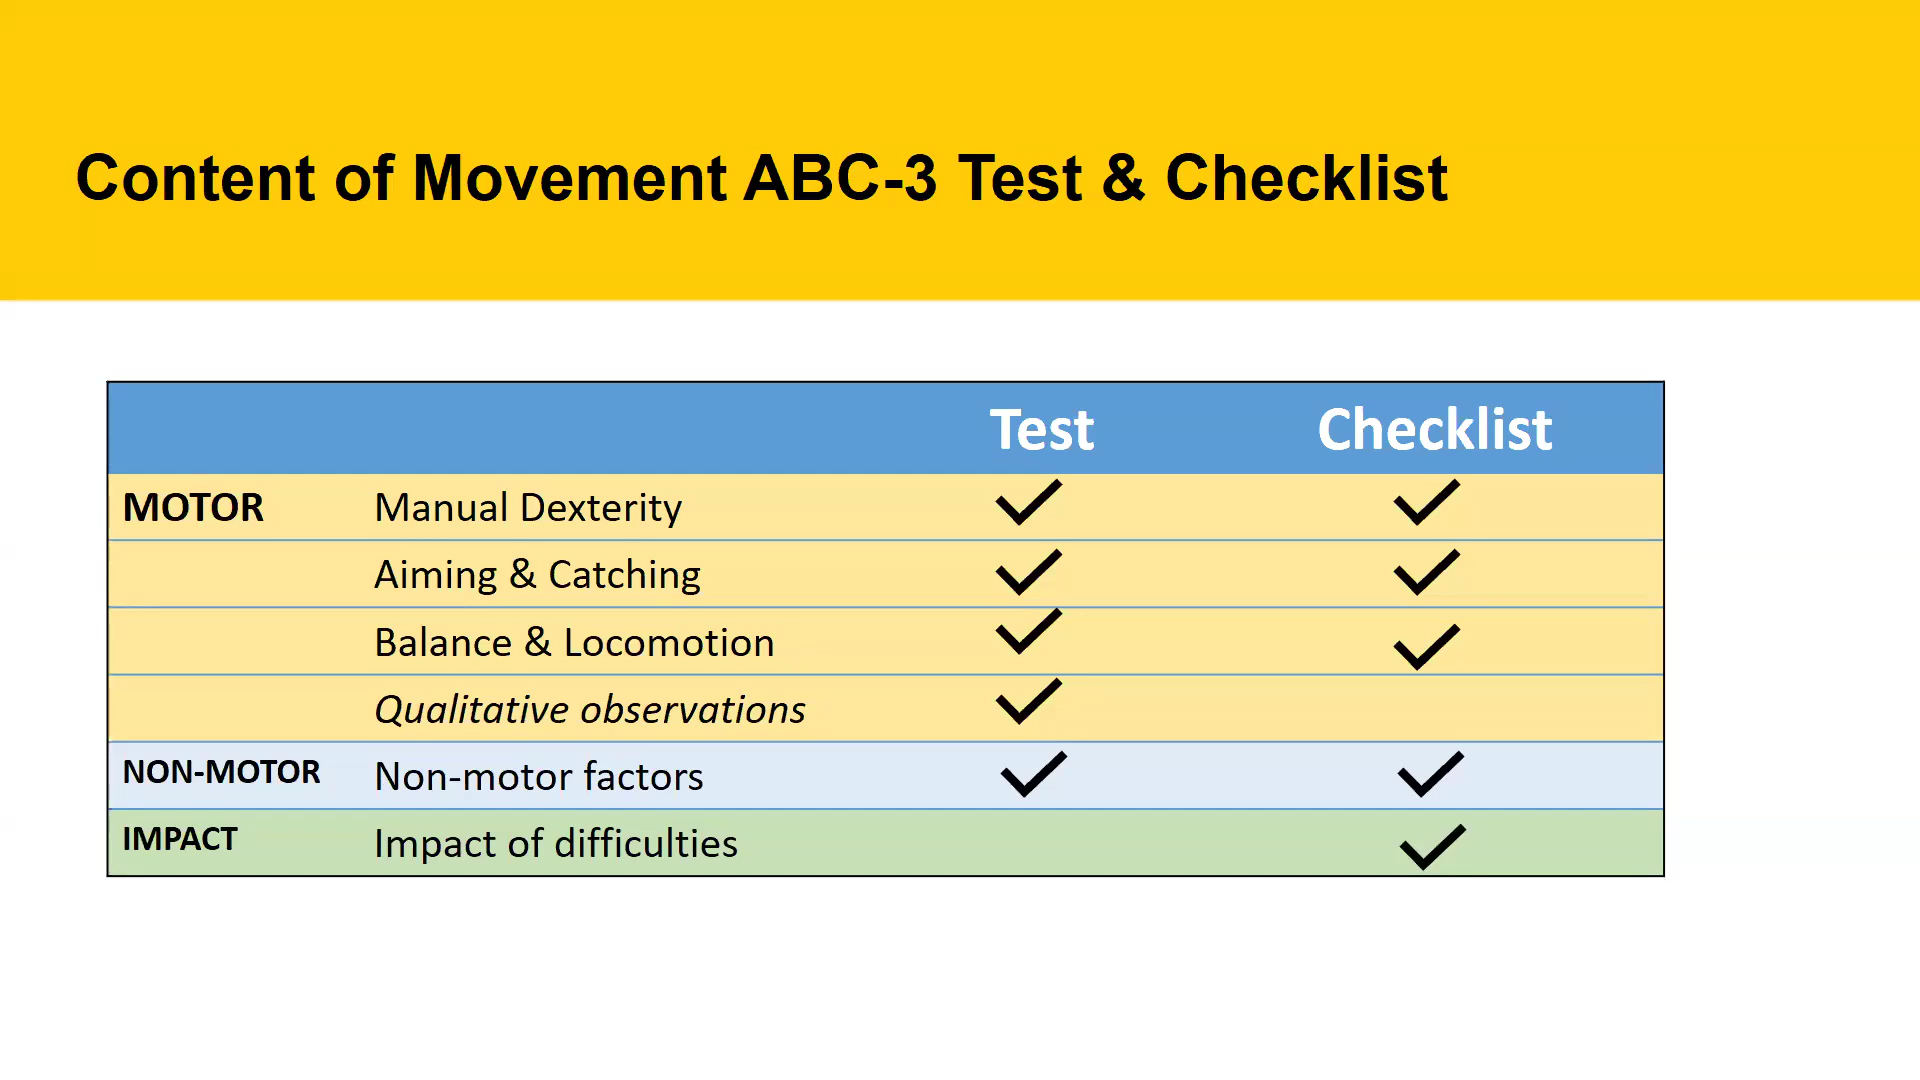 Content of Movement ABC-3 Test & Checklist
Test Checklist
MOTOR Manual Dexterity
Aiming & Catching
Balance & Locomotion
Qualitative observations
NON-MOTOR Non-motor factors
IMPACT Impact of difficulties